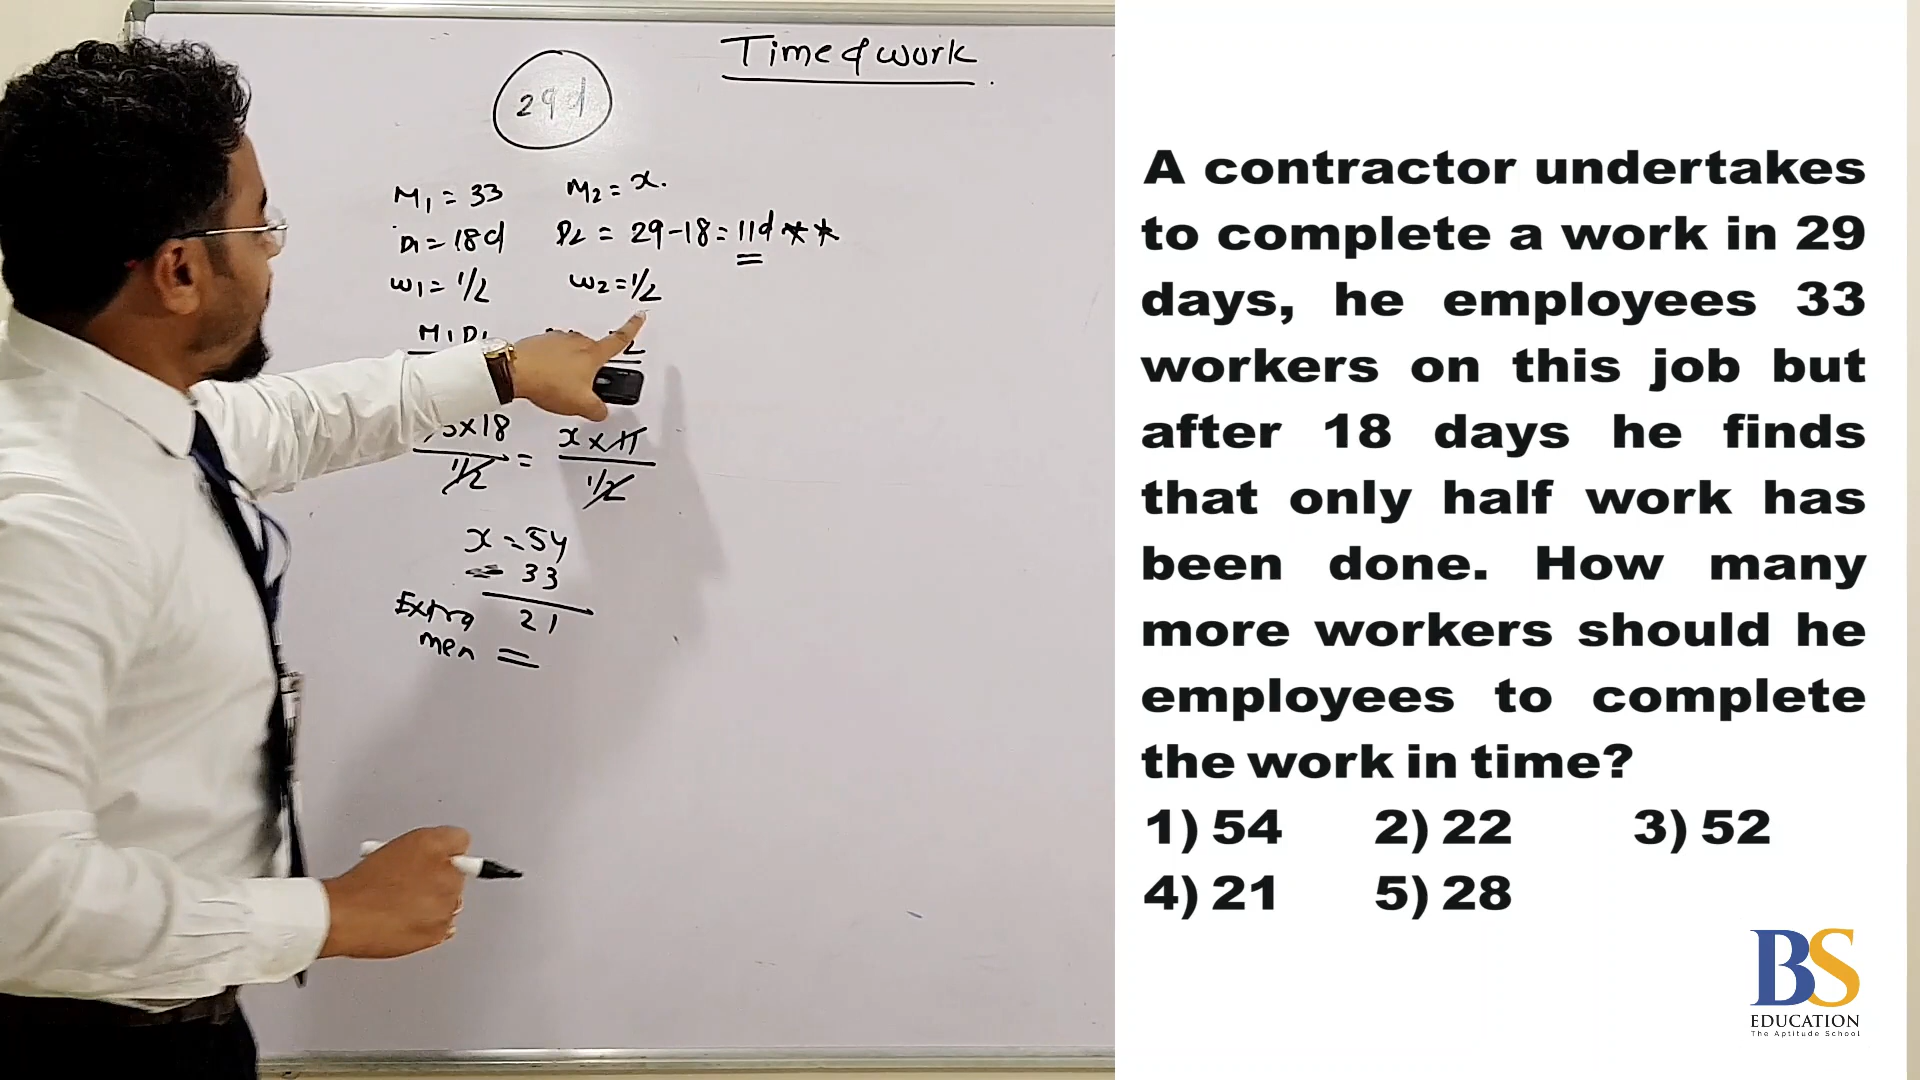 Time & work
29 d
M1 = 33 M2 = x.
D1 = 18d D2 = 29-18 = 11d **
w1 = 1/2 w2 = 1/2
M1D1
x18 = x x 11
1/2 1/2
x = 54
- 33
Extra 21
men =
A contractor undertakes
to complete a work in 29
days, he employees 33
workers on this job but
after 18 days he finds
that only half work has
been done. How many
more workers should he
employees to complete
the work in time?
1) 54 2) 22 3) 52
4) 21 5) 28
BS
EDUCATION
The Aptitude School